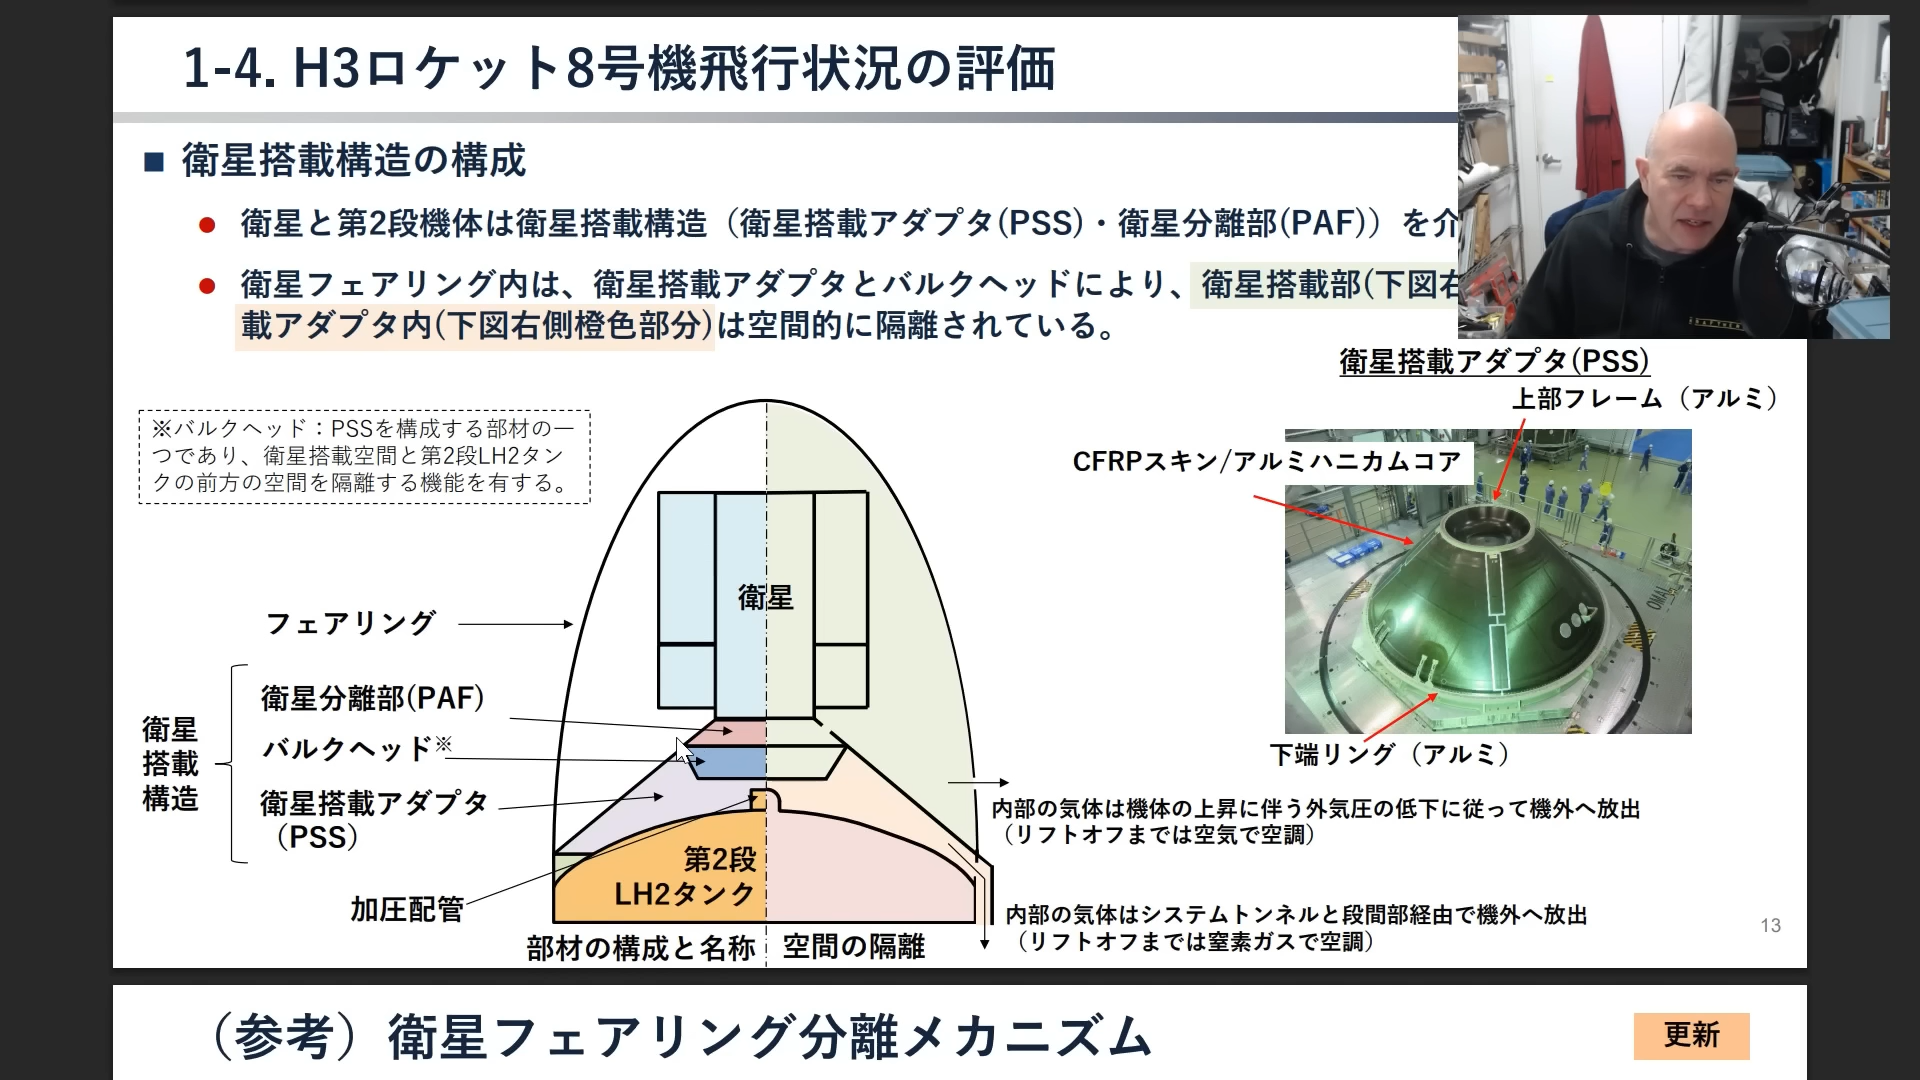 1-4. H3ロケット8号機飛行状況の評価
■ 衛星搭載構造の構成
● 衛星と第2段機体は衛星搭載構造（衛星搭載アダプタ(PSS)・衛星分離部(PAF)）を介
● 衛星フェアリング内は、衛星搭載アダプタとバルクヘッドにより、衛星搭載部(下図右
載アダプタ内(下図右側橙色部分)は空間的に隔離されている。
衛星搭載アダプタ(PSS)
上部フレーム（アルミ）
※バルクヘッド：PSSを構成する部材の一
つであり、衛星搭載空間と第2段LH2タン
クの前方の空間を隔離する機能を有する。
CFRPスキン/アルミハニカムコア
衛星
フェアリング
衛星分離部(PAF)
バルクヘッド※
衛星
搭載
構造
衛星搭載アダプタ
（PSS）
下端リング（アルミ）
内部の気体は機体の上昇に伴う外気圧の低下に従って機外へ放出
（リフトオフまでは空気で空調）
第2段
LH2タンク
加圧配管
内部の気体はシステムトンネルと段間部経由で機外へ放出
（リフトオフまでは窒素ガスで空調）
13
部材の構成と名称
空間の隔離
（参考）衛星フェアリング分離メカニズム
更新